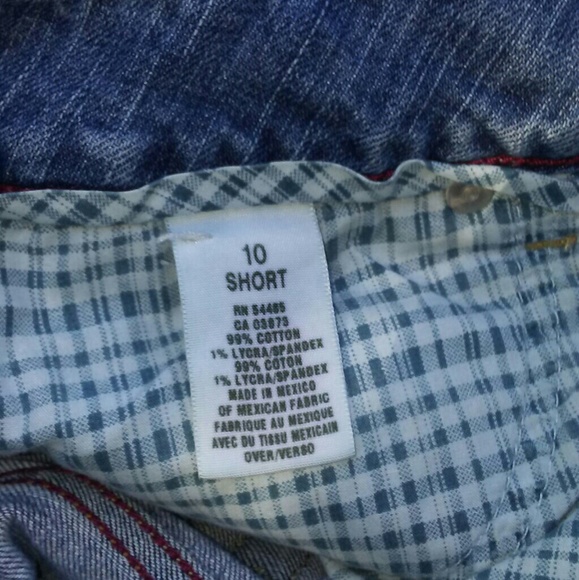 10
SHORT
RN 54485
CA 03873
99% COTTON
1% LYCRA/SPANDEX
99% COTON
1% LYCRA/SPANDEX
MADE IN MEXICO
OF MEXICAN FABRIC
FABRIQUE AU MEXIQUE
AVEC DU TISSU MEXICAIN
OVER/VERSO